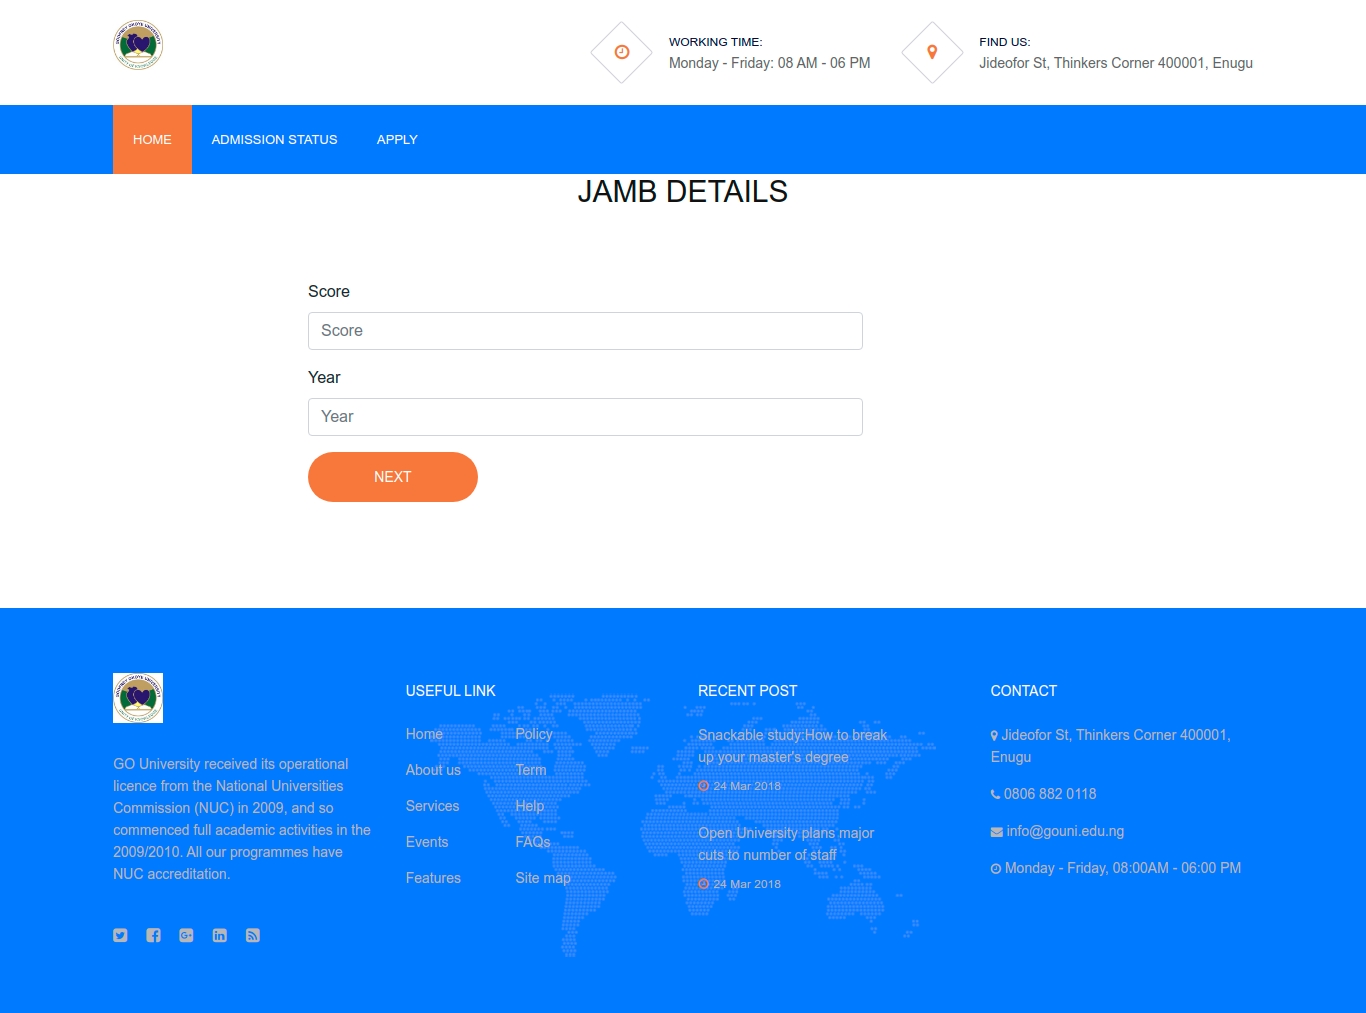 WORKING TIME:
Monday - Friday: 08 AM - 06 PM
FIND US:
Jideofor St, Thinkers Corner 400001, Enugu
HOME
ADMISSION STATUS
APPLY
JAMB DETAILS
Score
Score
Year
Year
NEXT
GO University received its operational
licence from the National Universities
Commission (NUC) in 2009, and so
commenced full academic activities in the
2009/2010. All our programmes have
NUC accreditation.
USEFUL LINK
Home
About us
Services
Events
Features
Policy
Term
Help
FAQs
Site map
RECENT POST
Snackable study:How to break
up your master's degree
24 Mar 2018
Open University plans major
cuts to number of staff
24 Mar 2018
CONTACT
Jideofor St, Thinkers Corner 400001,
Enugu
0806 882 0118
info@gouni.edu.ng
Monday - Friday, 08:00AM - 06:00 PM